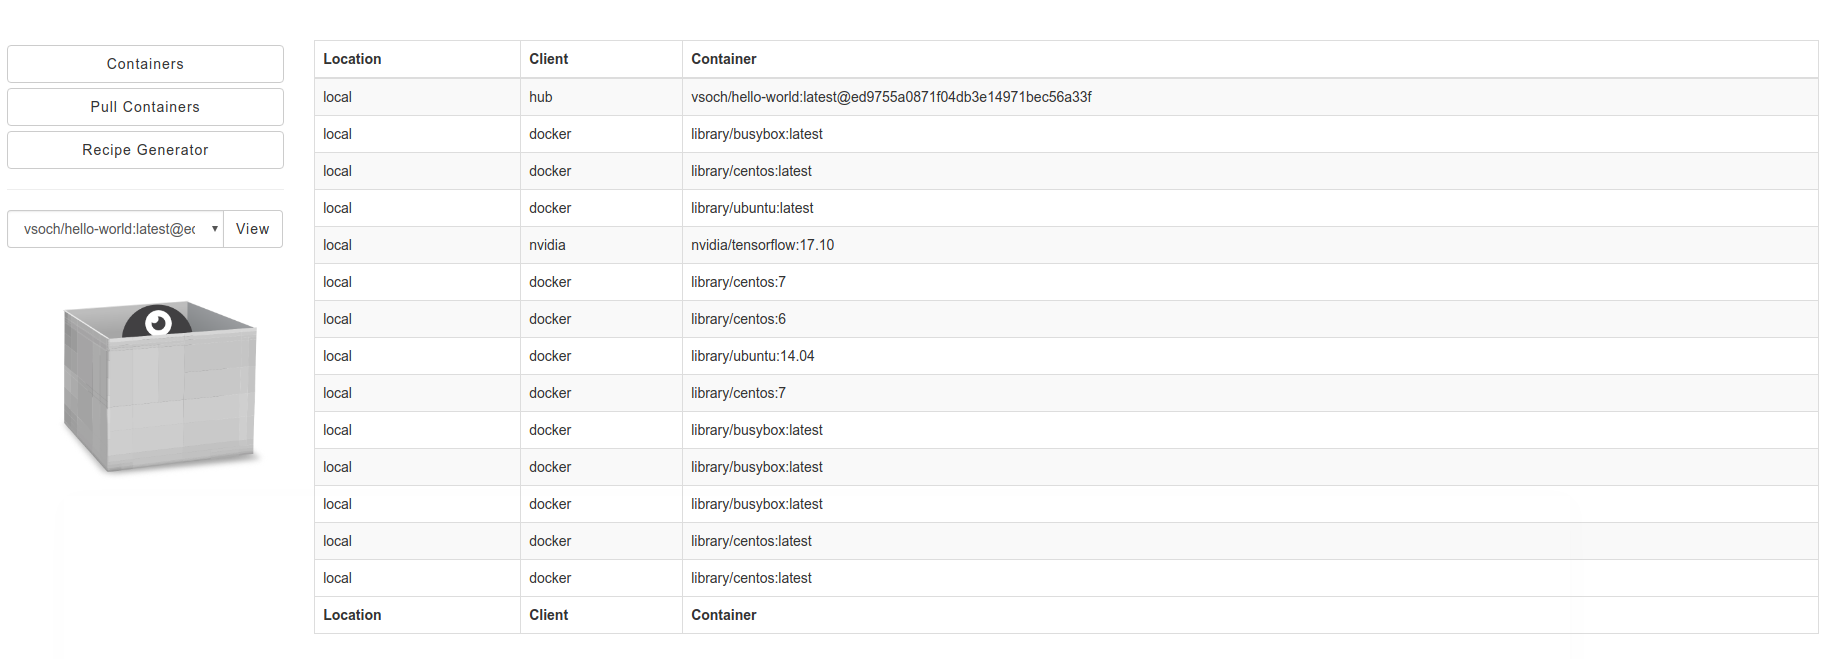 Containers
Pull Containers
Recipe Generator
vsoch/hello-world:latest@ec View
Location Client Container
local hub vsoch/hello-world:latest@ed9755a0871f04db3e14971bec56a33f
local docker library/busybox:latest
local docker library/centos:latest
local docker library/ubuntu:latest
local nvidia nvidia/tensorflow:17.10
local docker library/centos:7
local docker library/centos:6
local docker library/ubuntu:14.04
local docker library/centos:7
local docker library/busybox:latest
local docker library/busybox:latest
local docker library/busybox:latest
local docker library/centos:latest
local docker library/centos:latest
Location Client Container